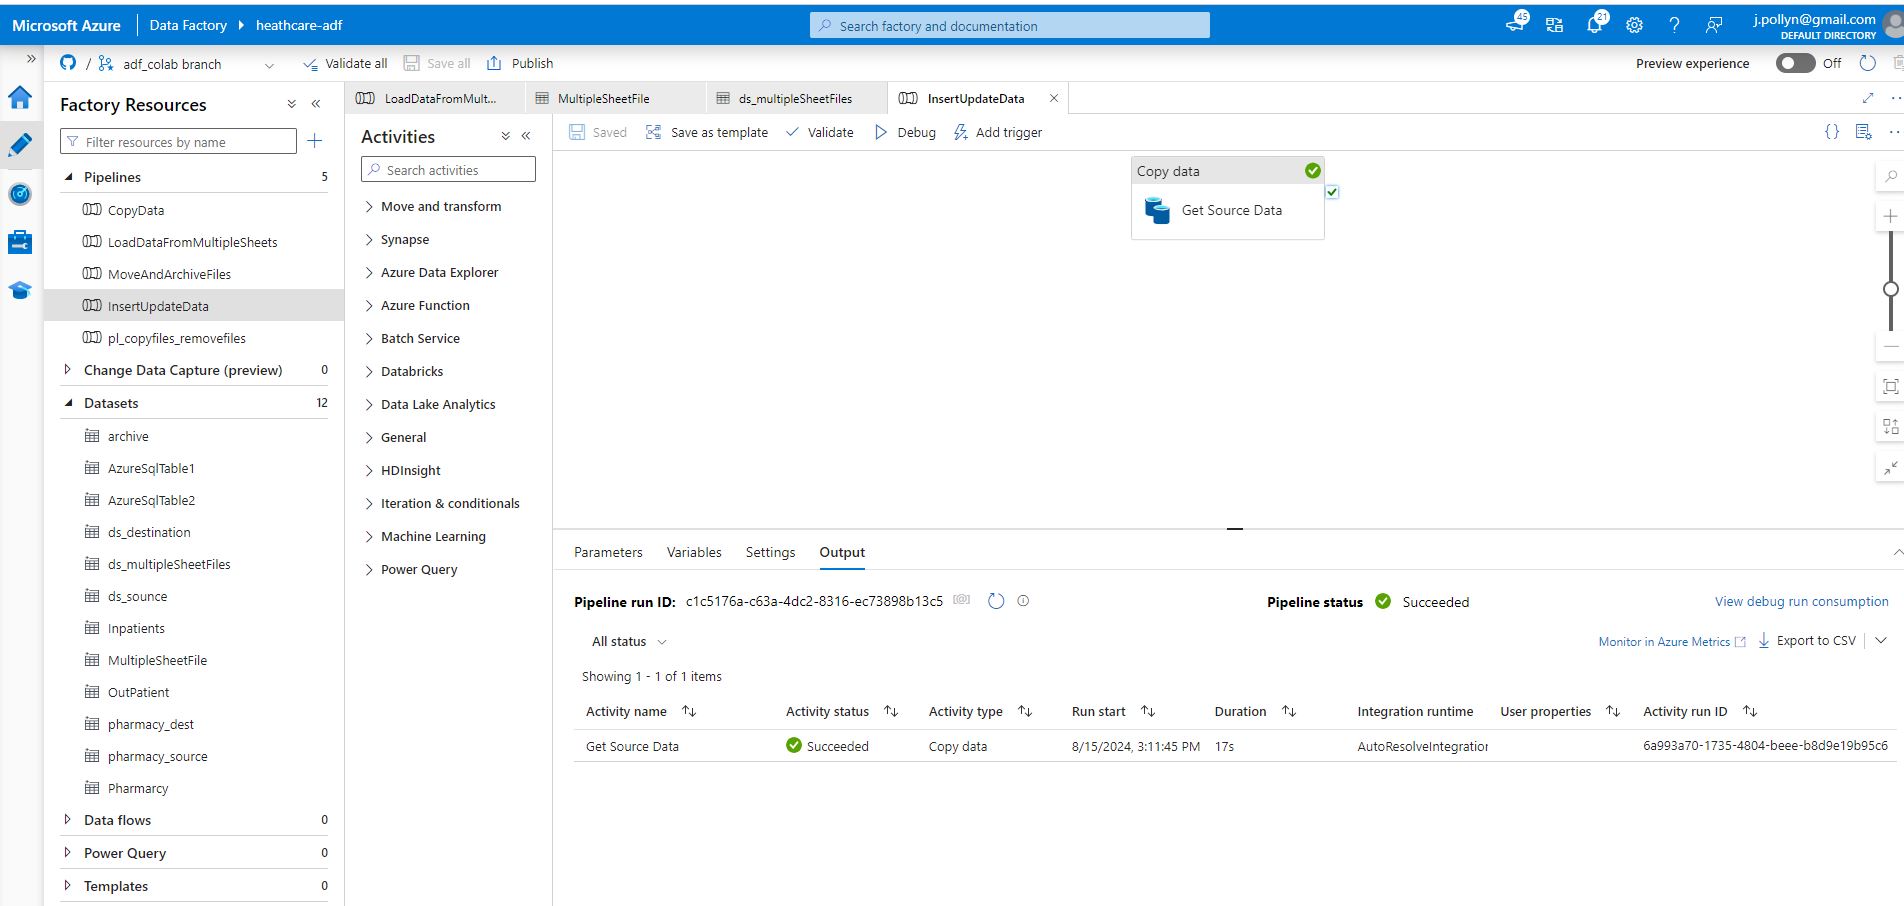 Microsoft Azure Data Factory heathcare-adf Search factory and documentation 45 21 ? j.pollyn@gmail.com
DEFAULT DIRECTORY
/ adf_colab branch Validate all Save all Publish Preview experience Off
Factory Resources
Filter resources by name
Pipelines 5
CopyData
LoadDataFromMultipleSheets
MoveAndArchiveFiles
InsertUpdateData
pl_copyfiles_removefiles
Change Data Capture (preview) 0
Datasets 12
archive
AzureSqlTable1
AzureSqlTable2
ds_destination
ds_multipleSheetFiles
ds_source
Inpatients
MultipleSheetFile
OutPatient
pharmacy_dest
pharmacy_source
Pharmarcy
Data flows 0
Power Query 0
Templates 0
LoadDataFromMult... MultipleSheetFile ds_multipleSheetFiles InsertUpdateData
Activities
Search activities
Move and transform
Synapse
Azure Data Explorer
Azure Function
Batch Service
Databricks
Data Lake Analytics
General
HDInsight
Iteration & conditionals
Machine Learning
Power Query
Saved Save as template Validate Debug Add trigger {}
Copy data
Get Source Data
Parameters Variables Settings Output
Pipeline run ID: c1c5176a-c63a-4dc2-8316-ec73898b13c5 Pipeline status Succeeded View debug run consumption
All status Monitor in Azure Metrics Export to CSV
Showing 1 - 1 of 1 items
Activity name Activity status Activity type Run start Duration Integration runtime User properties Activity run ID
Get Source Data Succeeded Copy data 8/15/2024, 3:11:45 PM 17s AutoResolveIntegration 6a993a70-1735-4804-beee-b8d9e19b95c6